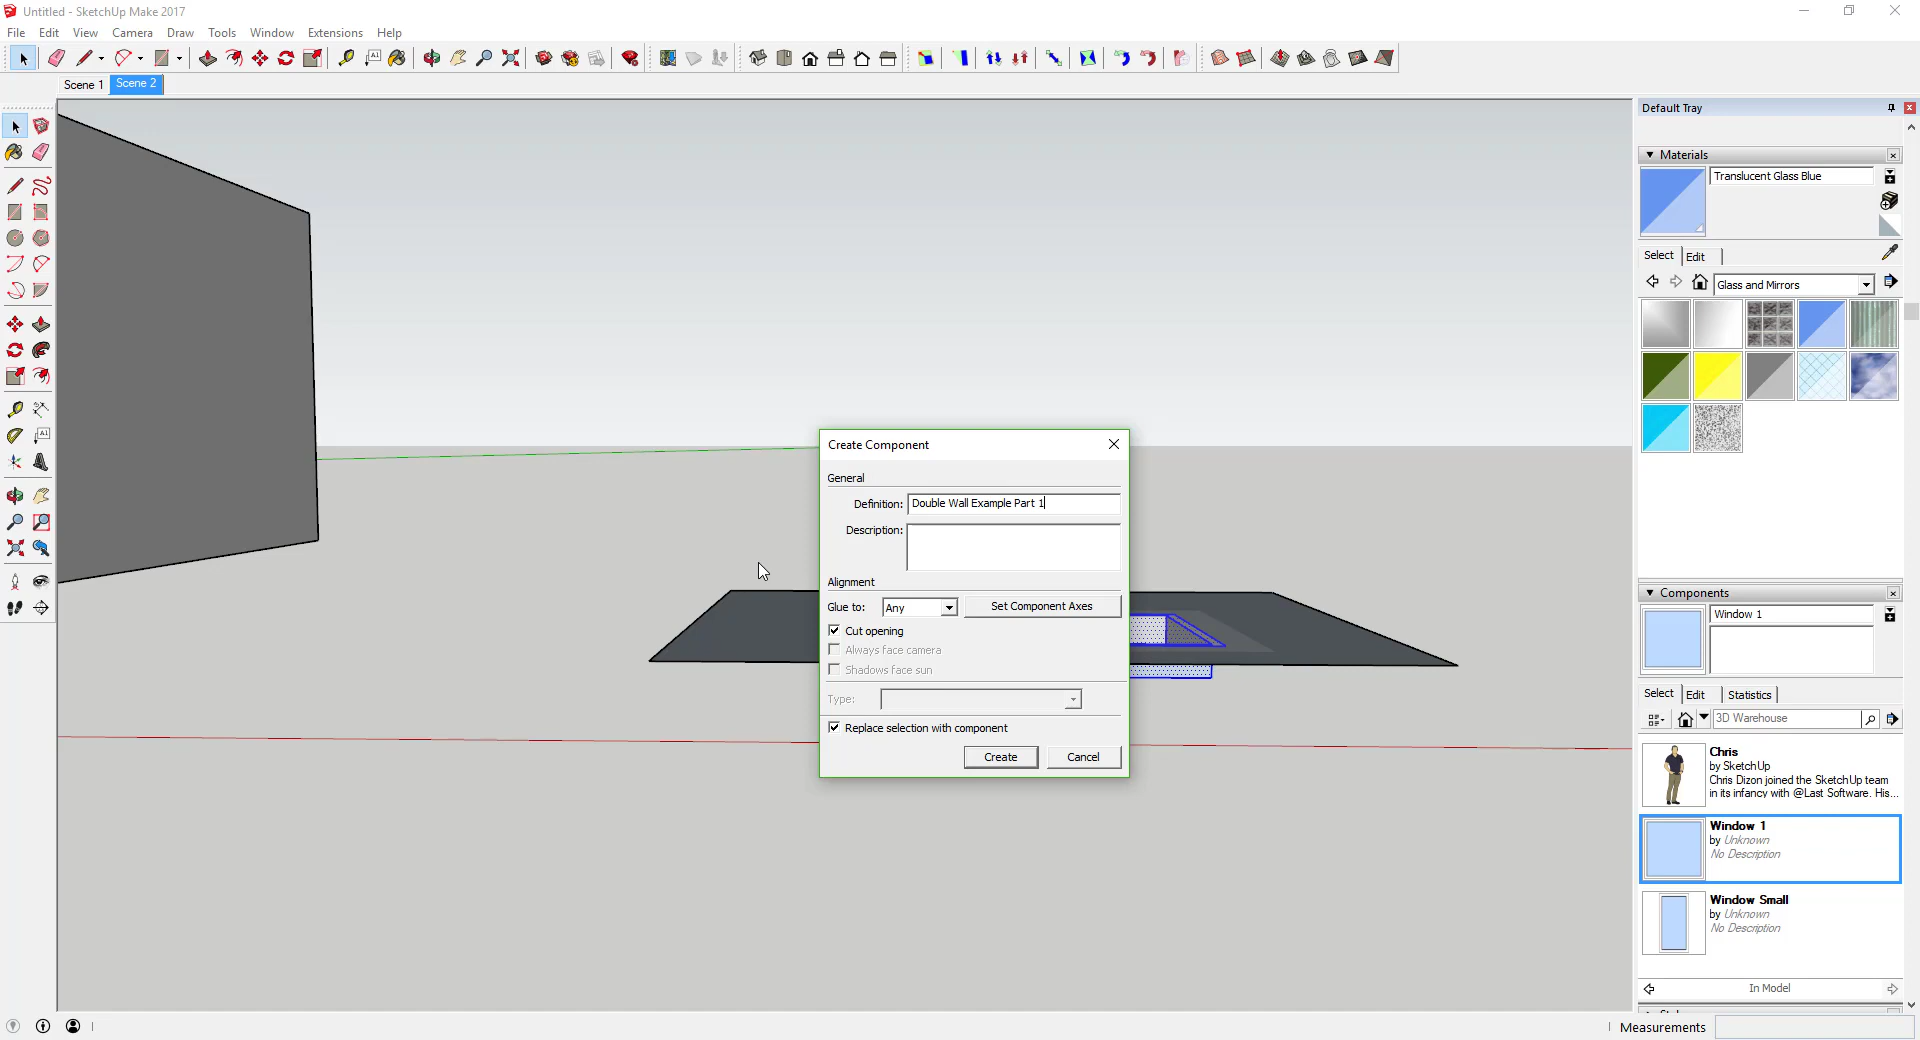 Untitled - SketchUp Make 2017
File Edit View Camera Draw Tools Window Extensions Help
Scene 1 Scene 2
Default Tray
Materials
Translucent Glass Blue
Select Edit
Glass and Mirrors
Create Component
General
Definition: Double Wall Example Part 1
Description:
Alignment
Glue to: Any Set Component Axes
Cut opening
Always face camera
Shadows face sun
Type:
Replace selection with component
Create Cancel
Components
Window 1
Select Edit Statistics
3D Warehouse
Chris
by SketchUp
Chris Dizon joined the SketchUp team
in its infancy with @Last Software. His...
Window 1
by Unknown
No Description
Window Small
by Unknown
No Description
In Model
Measurements